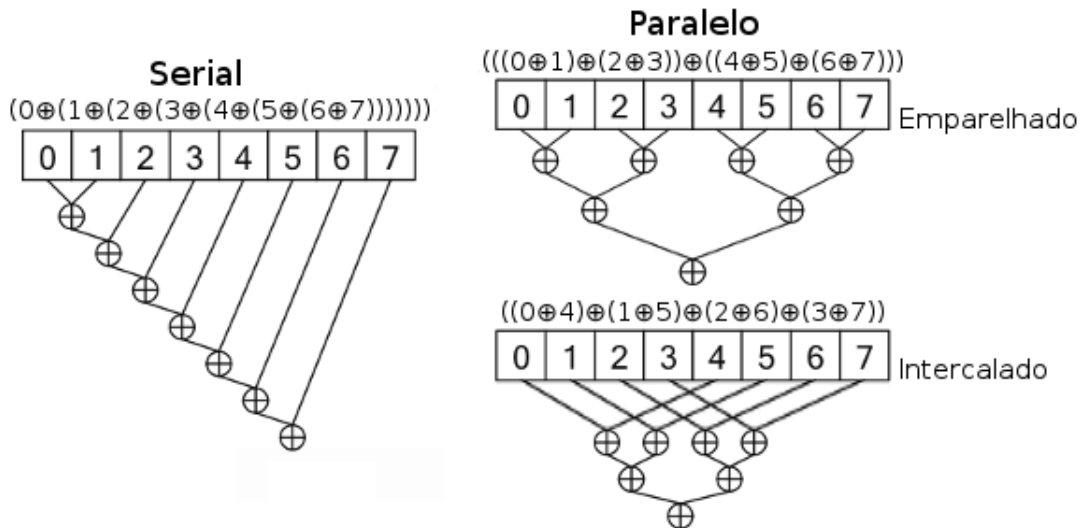 Serial
(0⊕(1⊕(2⊕(3⊕(4⊕(5⊕(6⊕7)))))))
0 1 2 3 4 5 6 7
Paralelo
(((0⊕1)⊕(2⊕3))⊕((4⊕5)⊕(6⊕7)))
0 1 2 3 4 5 6 7 Emparelhado
((0⊕4)⊕(1⊕5)⊕(2⊕6)⊕(3⊕7))
0 1 2 3 4 5 6 7 Intercalado